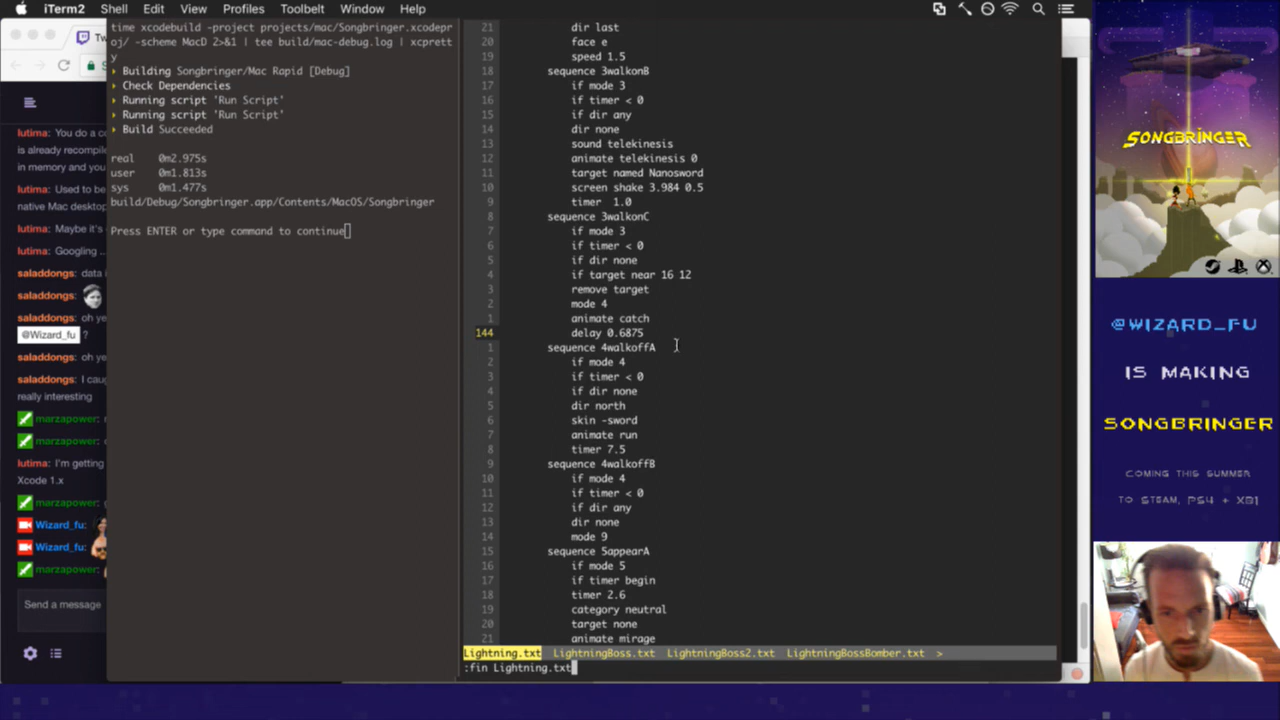 iTerm2 Shell Edit View Profiles Toolbelt Window Help
Tw
lutima: You do a co
is already recompile
in memory and you
lutima: Used to be
native Mac desktop
lutima: Maybe it's
lutima: Googling ...
saladdongs: data i
saladdongs:
saladdongs: oh ye
@Wizard_fu ?
saladdongs: oh ye
saladdongs: I caug
really interesting
marzapower:
marzapower:
lutima: I'm getting
Xcode 1.x
marzapower:
Wizard_fu:
Wizard_fu:
marzapower:
Send a message
time xcodebuild -project projects/mac/Songbringer.xcodepr
oj/ -scheme MacD 2>&1 | tee build/mac-debug.log | xcprett
y
Building Songbringer/Mac Rapid [Debug]
Check Dependencies
Running script 'Run Script'
Running script 'Run Script'
Build Succeeded
real 0m2.975s
user 0m1.813s
sys 0m1.477s
build/Debug/Songbringer.app/Contents/MacOS/Songbringer
Press ENTER or type command to continue
21 dir last
20 face e
19 speed 1.5
18 sequence 3walkonB
17 if mode 3
16 if timer < 0
15 if dir any
14 dir none
13 sound telekinesis
12 animate telekinesis 0
11 target named Nanosword
10 screen shake 3.984 0.5
9 timer 1.0
8 sequence 3walkonC
7 if mode 3
6 if timer < 0
5 if dir none
4 if target near 16 12
3 remove target
2 mode 4
1 animate catch
144 delay 0.6875
1 sequence 4walkoffA
2 if mode 4
3 if timer < 0
4 if dir none
5 dir north
6 skin -sword
7 animate run
8 timer 7.5
9 sequence 4walkoffB
10 if mode 4
11 if timer < 0
12 if dir any
13 dir none
14 mode 9
15 sequence 5appearA
16 if mode 5
17 if timer begin
18 timer 2.6
19 category neutral
20 target none
21 animate mirage
Lightning.txt LightningBoss.txt LightningBoss2.txt LightningBossBomber.txt >
:fin Lightning.txt
SONGBRINGER
@WIZARD_FU
IS MAKING
SONGBRINGER
COMING THIS SUMMER
TO STEAM, PS4 + XB1